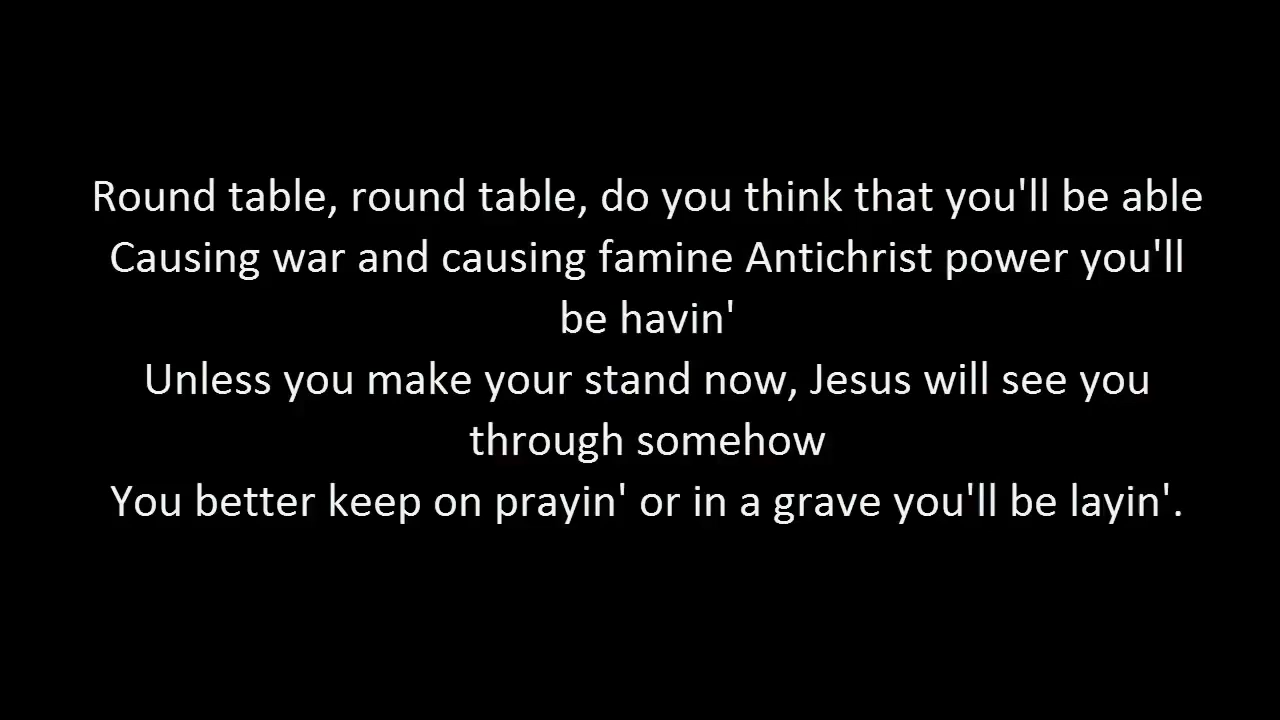 Round table, round table, do you think that you'll be able
Causing war and causing famine Antichrist power you'll
be havin'
Unless you make your stand now, Jesus will see you
through somehow
You better keep on prayin' or in a grave you'll be layin'.